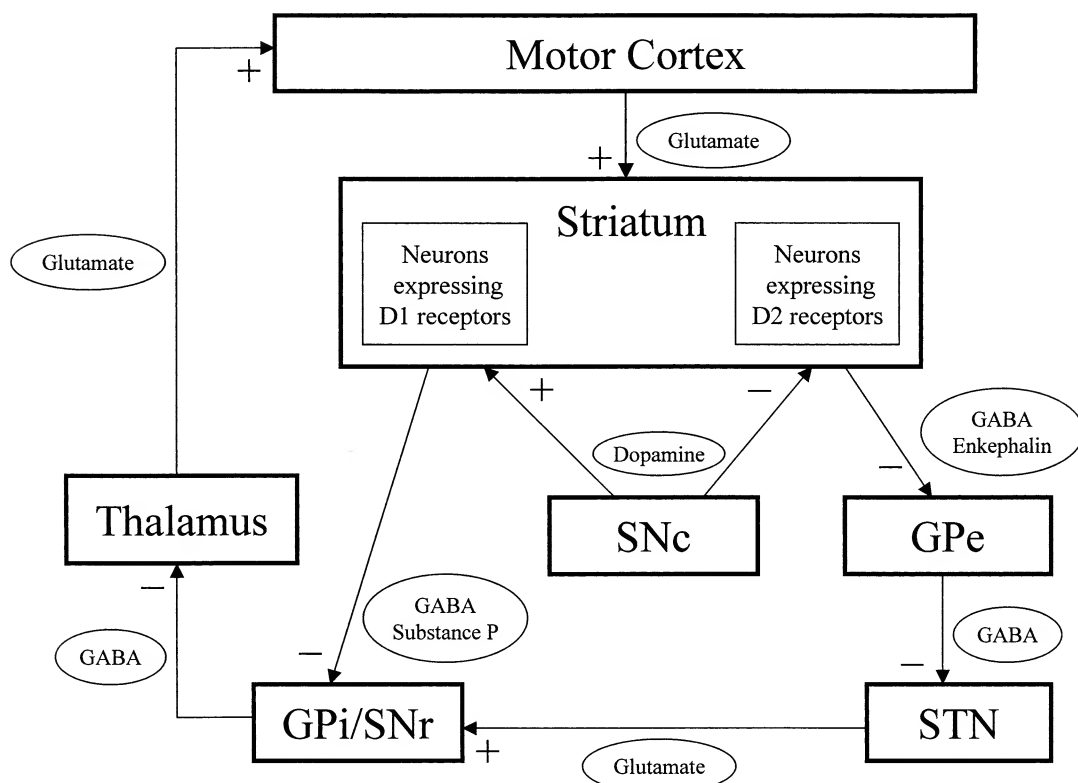 Motor Cortex
+
Glutamate
+
Striatum
Neurons
expressing
D1 receptors
Neurons
expressing
D2 receptors
Glutamate
+
−
GABA
Enkephalin
Dopamine
−
Thalamus
SNc
GPe
−
GABA
Substance P
GABA
GABA
−
−
GPi/SNr
STN
+
Glutamate